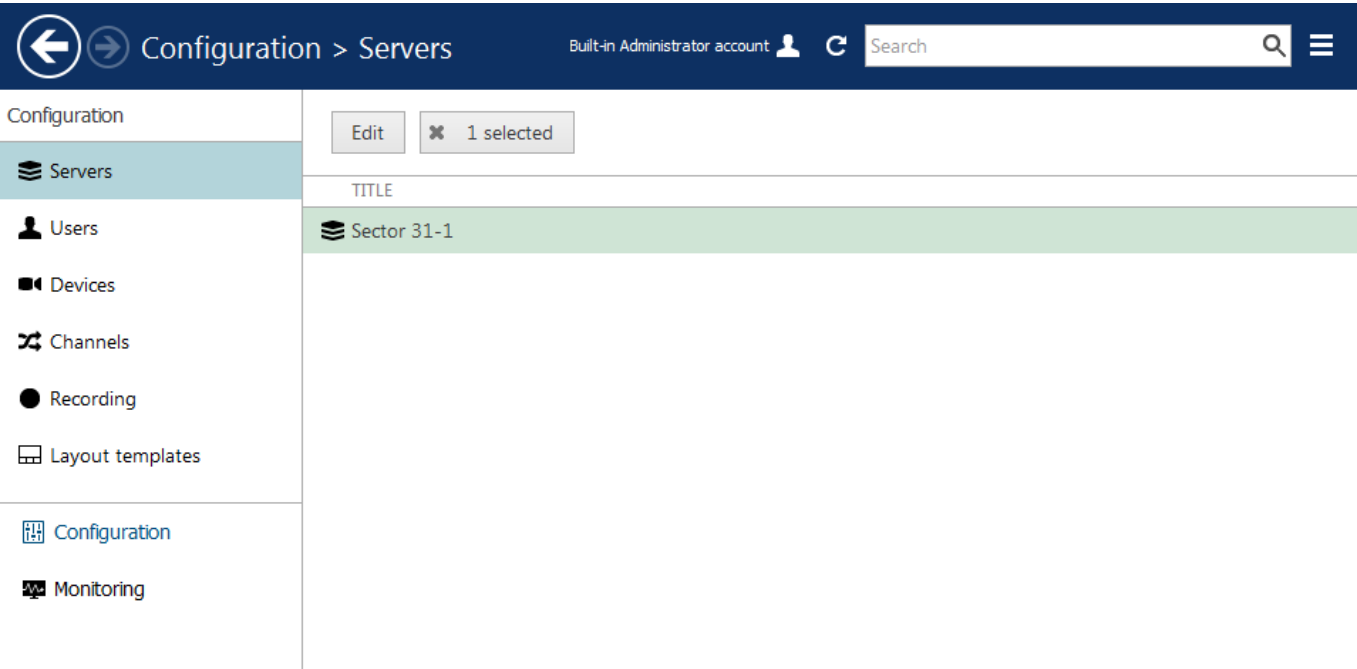 Configuration > Servers
Built-in Administrator account
Search
Configuration
Servers
Users
Devices
Channels
Recording
Layout templates
Configuration
Monitoring
Edit
1 selected
TITLE
Sector 31-1